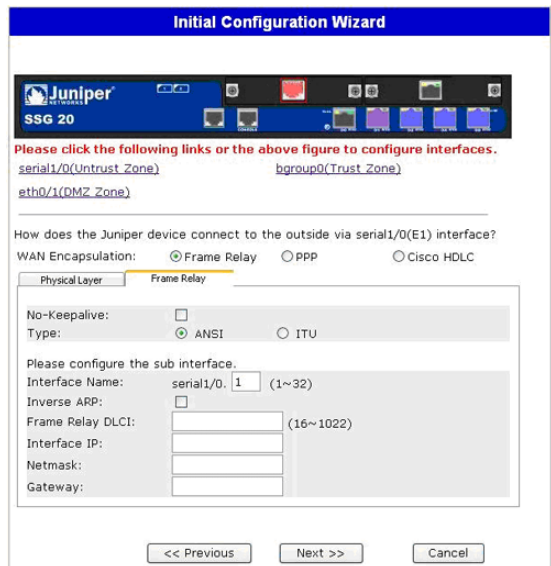 Initial Configuration Wizard
Juniper
NETWORKS
SSG 20
Please click the following links or the above figure to configure interfaces.
serial1/0(Untrust Zone) bgroup0(Trust Zone)
eth0/1(DMZ Zone)
How does the Juniper device connect to the outside via serial1/0(E1) interface?
WAN Encapsulation: Frame Relay PPP Cisco HDLC
Physical Layer Frame Relay
No-Keepalive:
Type: ANSI ITU
Please configure the sub interface.
Interface Name: serial1/0. 1 (1~32)
Inverse ARP:
Frame Relay DLCI: (16~1022)
Interface IP:
Netmask:
Gateway:
<< Previous Next >> Cancel